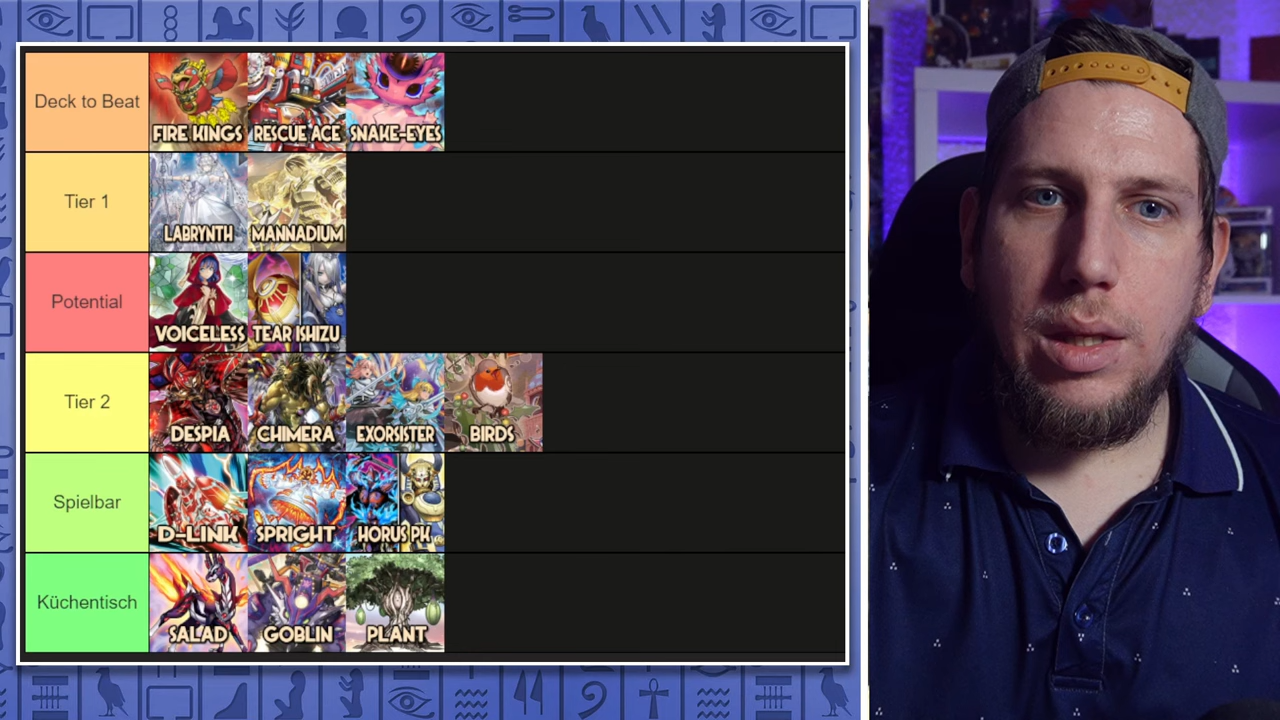 Deck to Beat
FIRE KINGS
RESCUE ACE
SNAKE-EYES
Tier 1
LABRYNTH
MANNADIUM
Potential
VOICELESS
TEAR ISHIZU
Tier 2
DESPIA
CHIMERA
EXORSISTER
BIRDS
Spielbar
D-LINK
SPRIGHT
HORUS PK
Küchentisch
SALAD
GOBLIN
PLANT